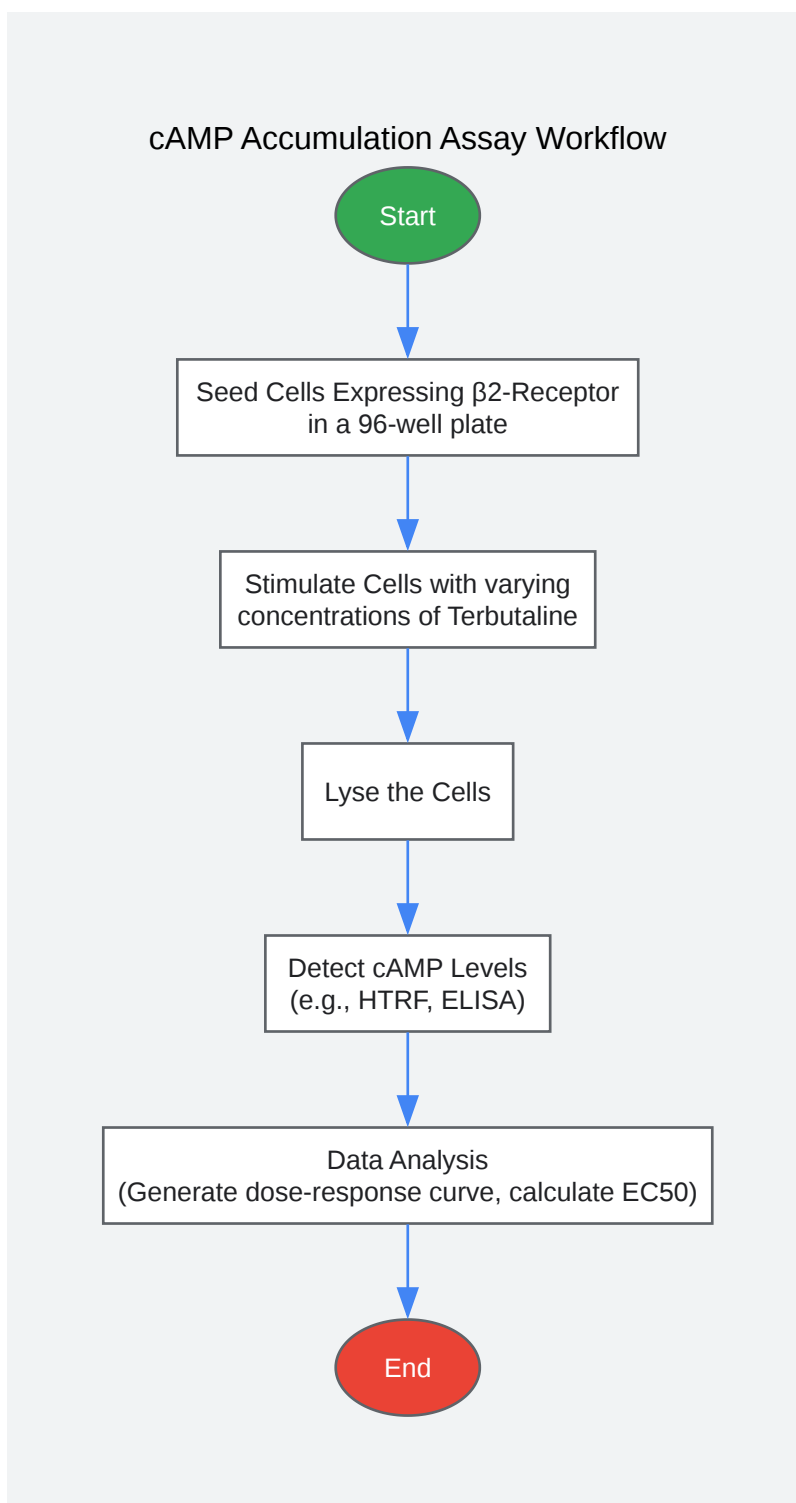 cAMP Accumulation Assay Workflow
Start
Seed Cells Expressing β2-Receptor
in a 96-well plate
Stimulate Cells with varying
concentrations of Terbutaline
Lyse the Cells
Detect cAMP Levels
(e.g., HTRF, ELISA)
Data Analysis
(Generate dose-response curve, calculate EC50)
End